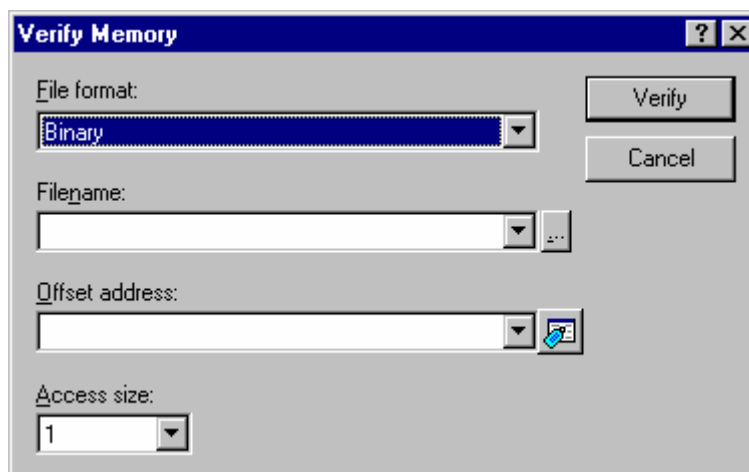 Verify Memory
File format:
Verify
Binary
Cancel
Filename:
...
Offset address:
Access size:
1